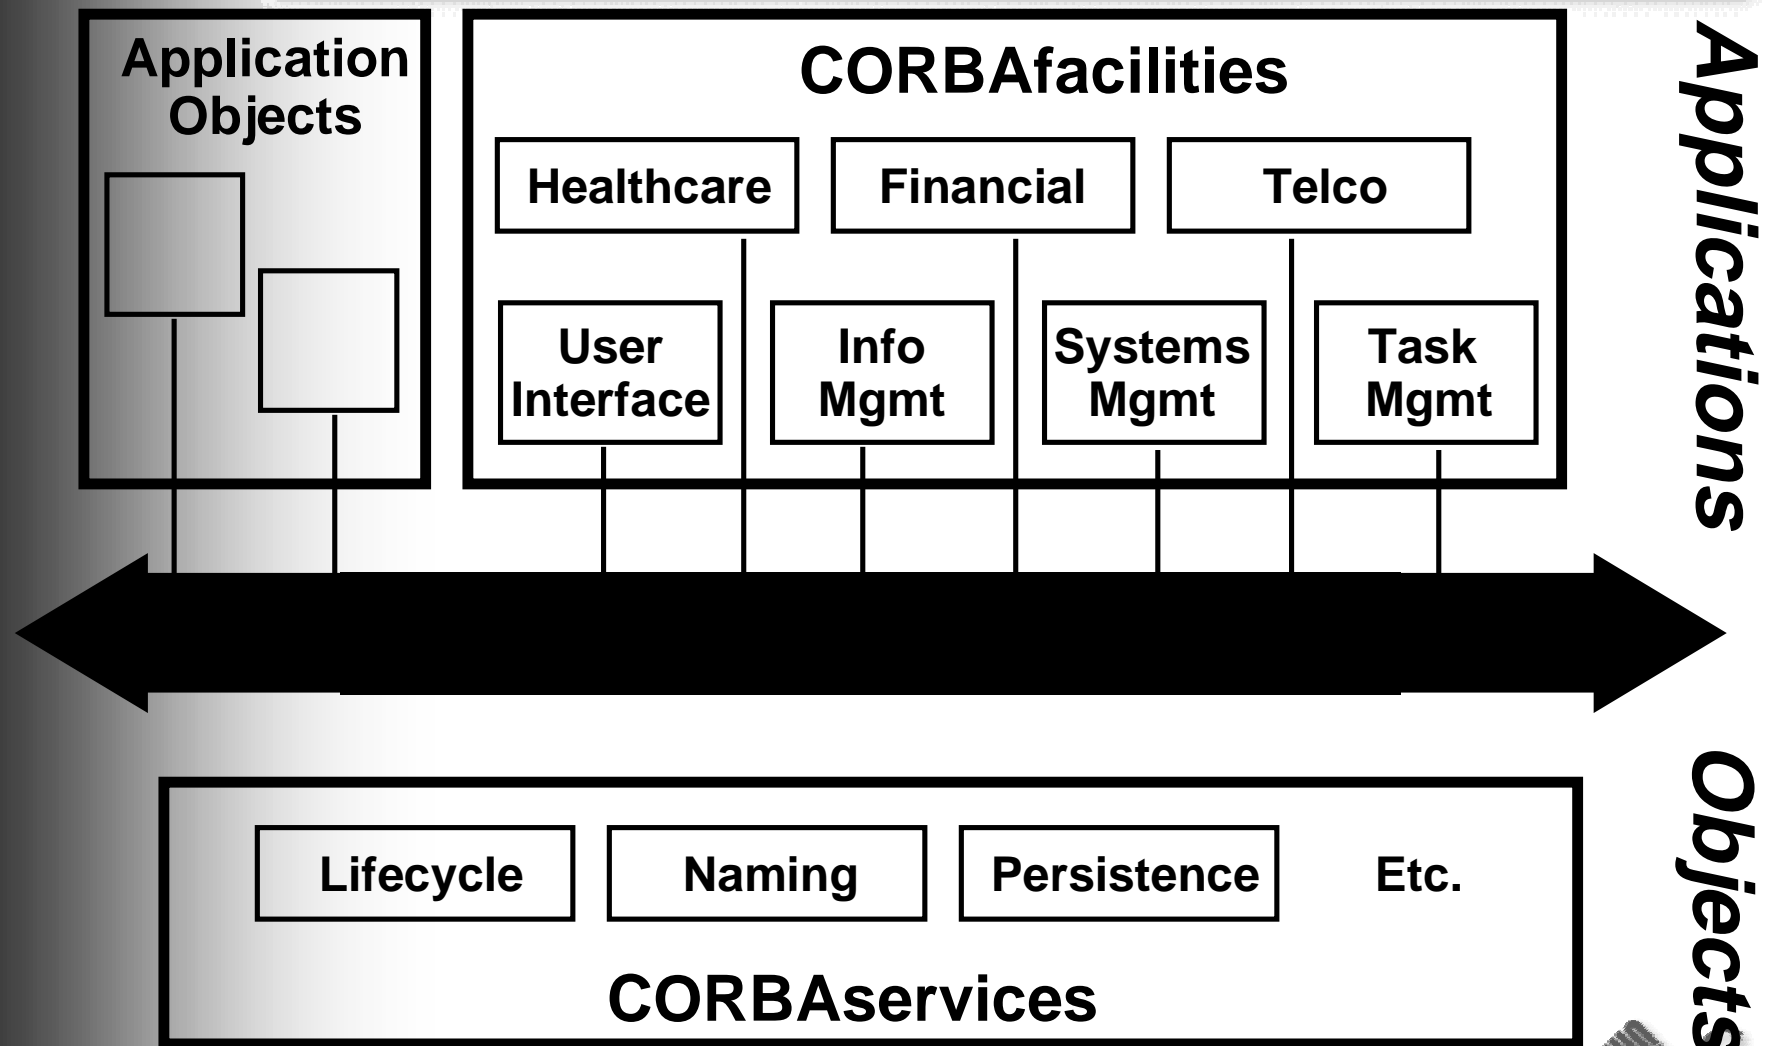 Application
Objects
CORBAfacilities
Healthcare
Financial
Telco
User
Interface
Info
Mgmt
Systems
Mgmt
Task
Mgmt
Applications
Lifecycle
Naming
Persistence
Etc.
CORBAservices
Objects